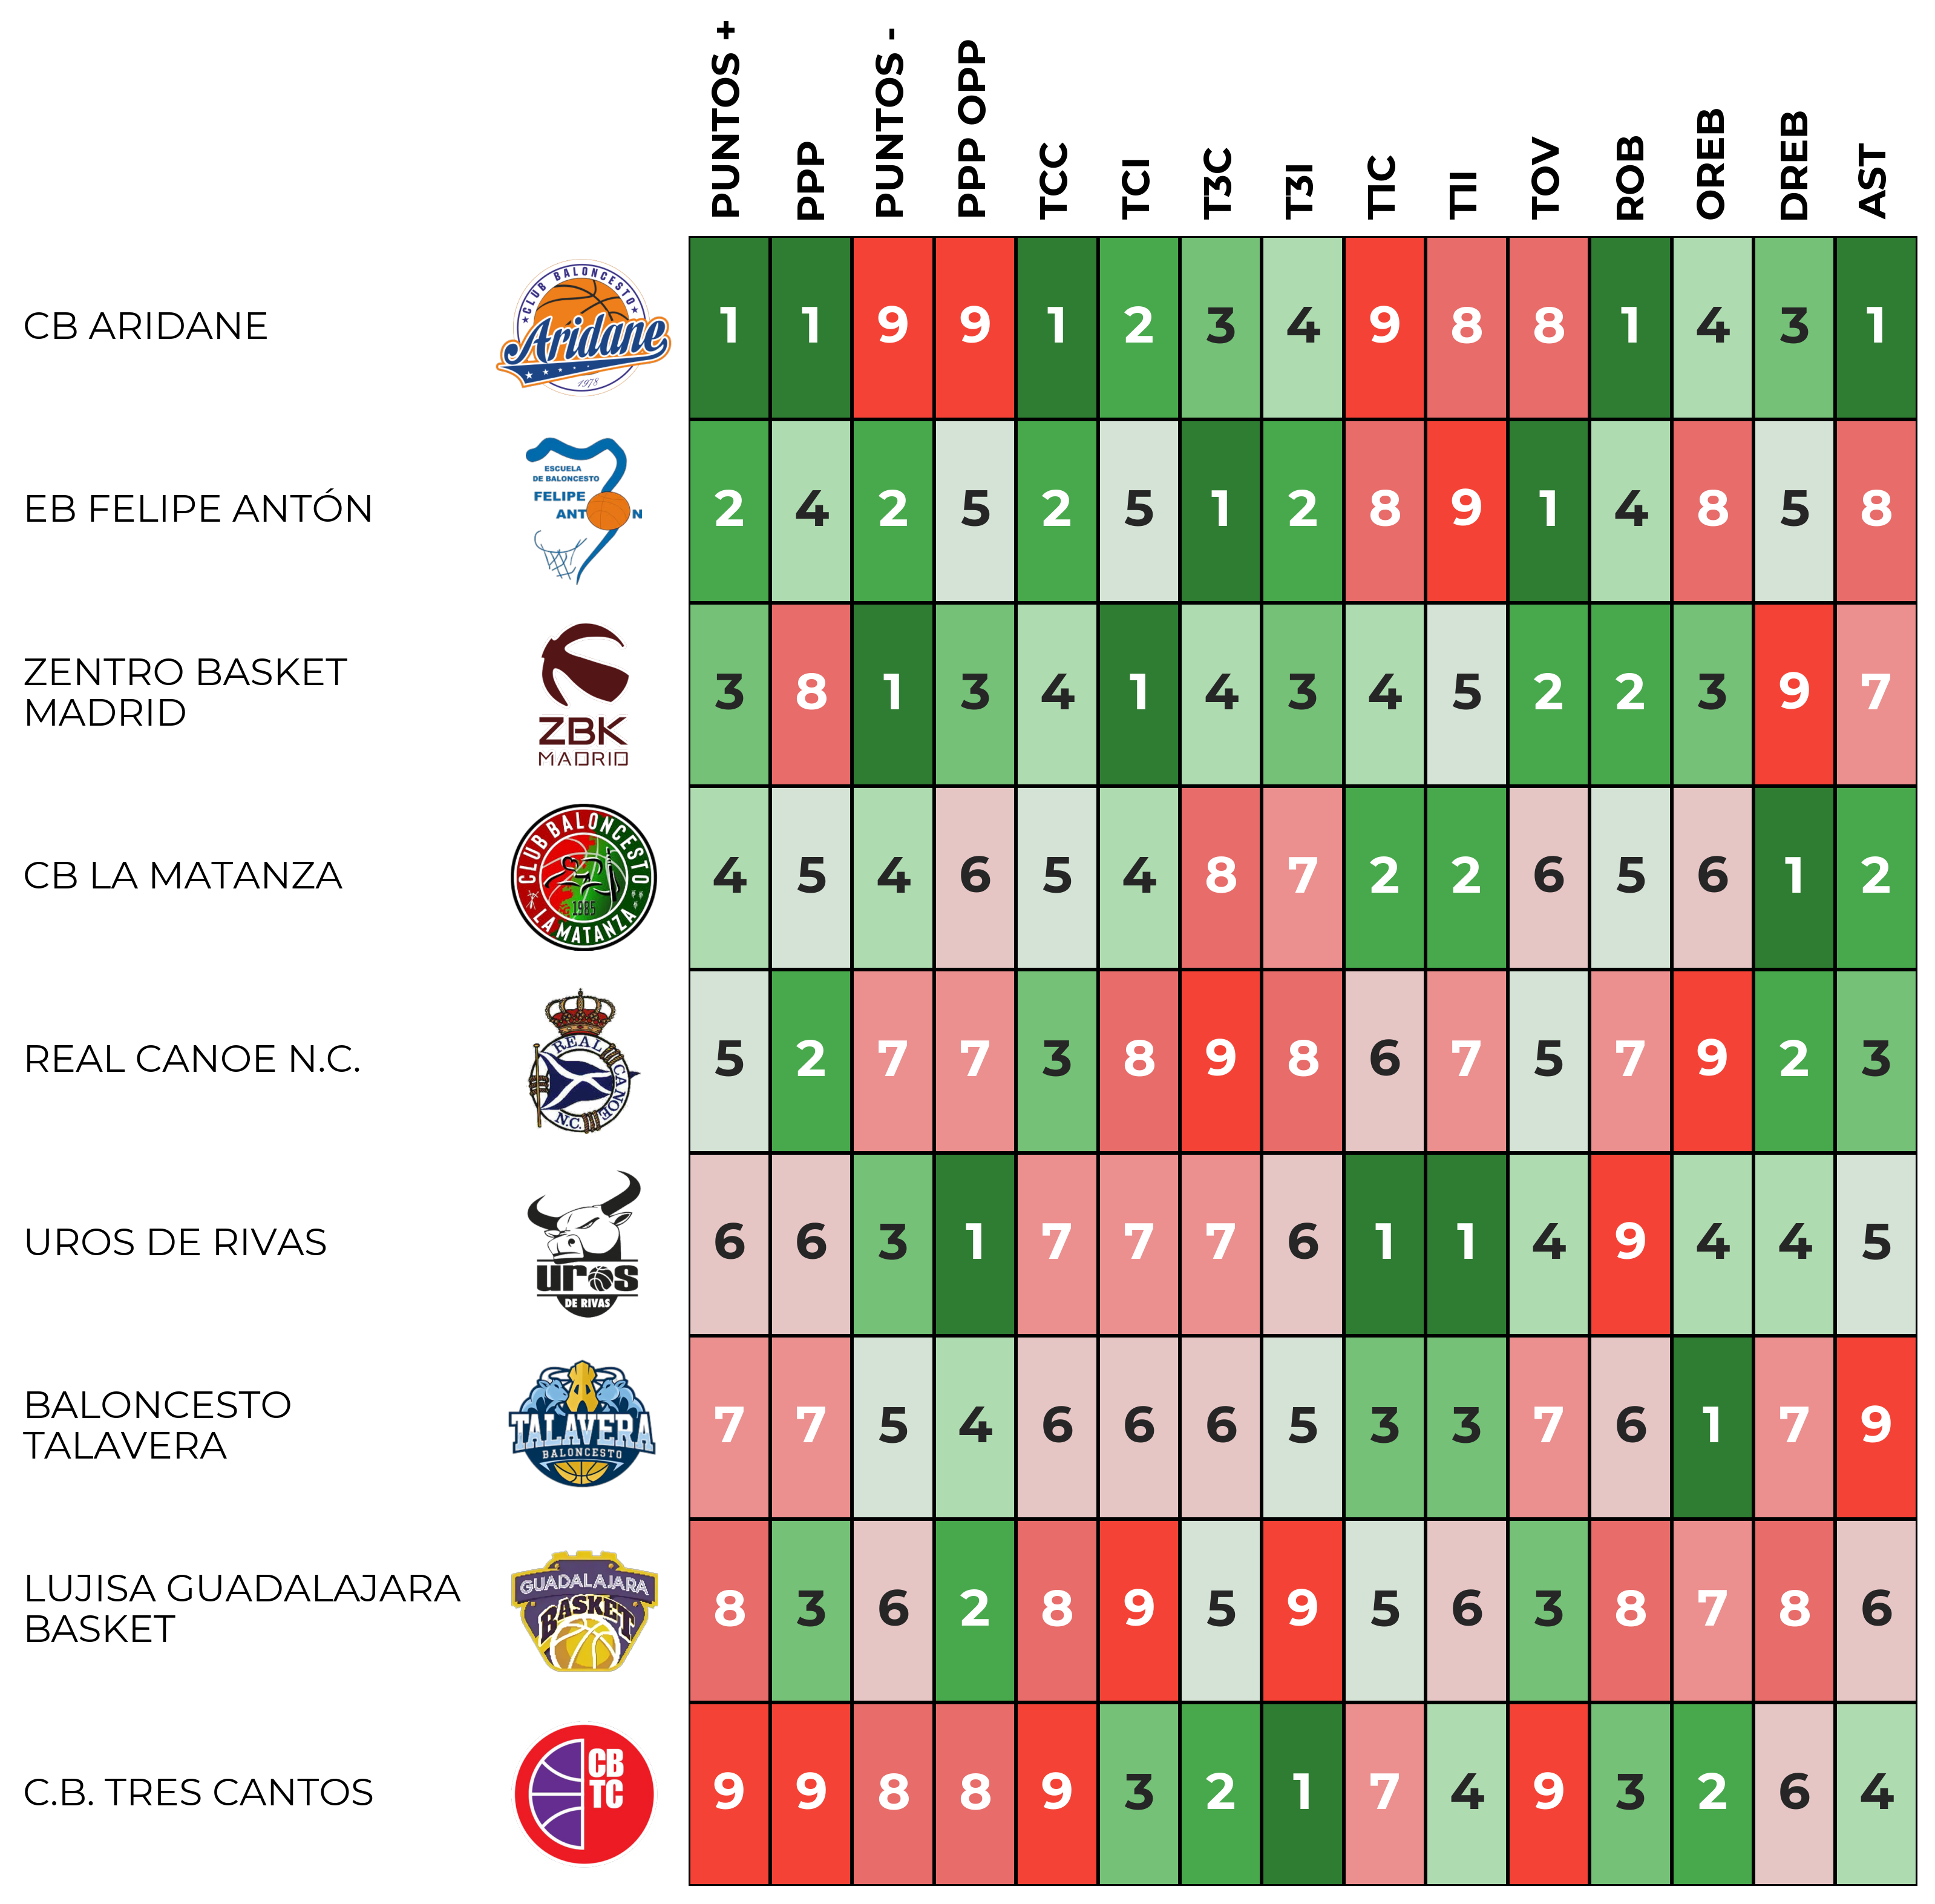 PUNTOS + PPP PUNTOS - PPP OPP TCC TCI T3C T3I T1C T1I TOV ROB OREB DREB AST
CB ARIDANE
CLUB BALONCESTO
Aridane
1978
1 1 9 9 1 2 3 4 9 8 8 1 4 3 1
EB FELIPE ANTÓN
ESCUELA
DE BALONCESTO
FELIPE
ANTON
2 4 2 5 2 5 1 2 8 9 1 4 8 5 8
ZENTRO BASKET
MADRID
ZBK
MADRID
3 8 1 3 4 1 4 3 4 5 2 2 3 9 7
CB LA MATANZA
CLUB BALONCESTO
1985
LA MATANZA
4 5 4 6 5 4 8 7 2 2 6 5 6 1 2
REAL CANOE N.C.
REAL CANOE
N.C.
5 2 7 7 3 8 9 8 6 7 5 7 9 2 3
UROS DE RIVAS
uros
DE RIVAS
6 6 3 1 7 7 7 6 1 1 4 9 4 4 5
BALONCESTO
TALAVERA
TALAVERA
BALONCESTO
7 7 5 4 6 6 6 5 3 3 7 6 1 7 9
LUJISA GUADALAJARA
BASKET
GUADALAJARA
BASKET
8 3 6 2 8 9 5 9 5 6 3 8 7 8 6
C.B. TRES CANTOS
CB
TC
9 9 8 8 9 3 2 1 7 4 9 3 2 6 4